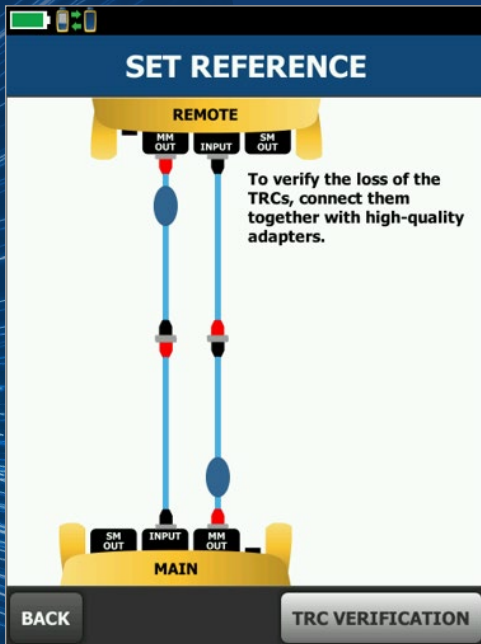 SET REFERENCE
REMOTE
MM
OUT
INPUT
SM
OUT
To verify the loss of the
TRCs, connect them
together with high-quality
adapters.
SM
OUT
INPUT
MM
OUT
MAIN
BACK
TRC VERIFICATION